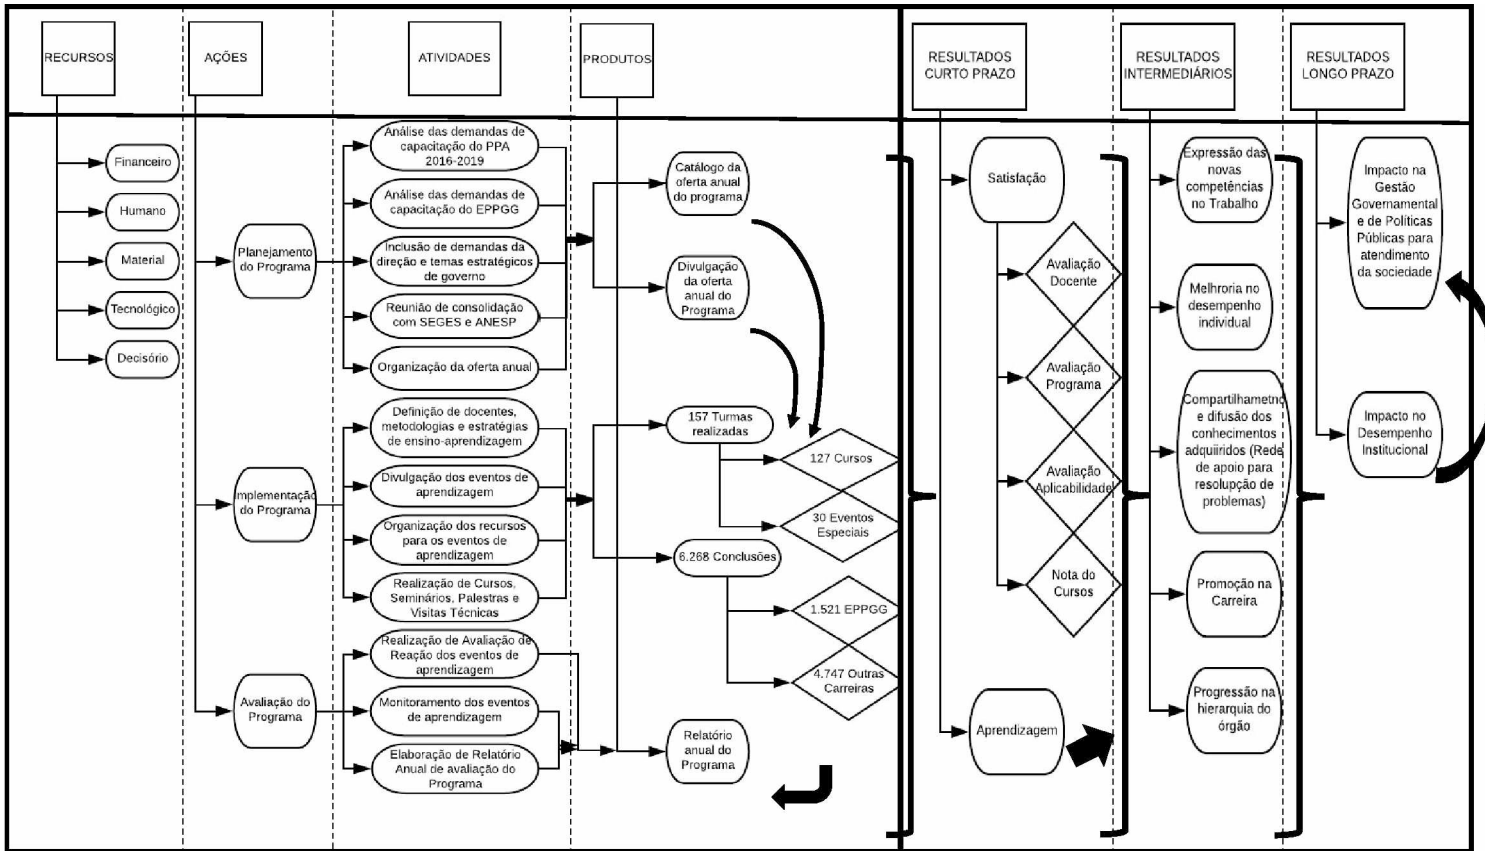 RECURSOS
AÇÕES
ATIVIDADES
PRODUTOS
RESULTADOS
CURTO PRAZO
RESULTADOS
INTERMEDIÁRIOS
RESULTADOS
LONGO PRAZO
Financeiro
Humano
Material
Tecnológico
Decisório
Planejamento
do Programa
Implementação
do Programa
Avaliação do
Programa
Análise das demandas de
capacitação do PPA
2016-2019
Análise das demandas de
capacitação do EPPGG
Inclusão de demandas da
direção e temas estratégicos
de governo
Reunião de consolidação
com SEGES e ANESP
Organização da oferta anual
Definição de docentes,
metodologias e estratégias
de ensino-aprendizagem
Divulgação dos eventos de
aprendizagem
Organização dos recursos
para os eventos de
aprendizagem
Realização de Cursos,
Seminários, Palestras e
Visitas Técnicas
Realização de Avaliação de
Reação dos eventos de
aprendizagem
Monitoramento dos eventos
de aprendizagem
Elaboração de Relatório
Anual de avaliação do
Programa
Catálogo da
oferta anual
do programa
Divulgação
da oferta
anual do
Programa
157 Turmas
realizadas
127 Cursos
30 Eventos
Especiais
6.268 Conclusões
1.521 EPPGG
4.747 Outras
Carreiras
Relatório
anual do
Programa
Satisfação
Avaliação
Docente
Avaliação
Programa
Avaliação
Aplicabilidade
Nota do
Cursos
Aprendizagem
Expressão das
novas
competências
no Trabalho
Melhroria no
desempenho
individual
Compartilhametno
e difusão dos
conhecimentos
adquiiridos (Rede
de apoio para
resolupção de
problemas)
Promoção na
Carreira
Progressão na
hierarquia do
órgão
Impacto na
Gestão
Governamental
e de Políticas
Públicas para
atendimento
da sociedade
Impacto no
Desempenho
Institucional